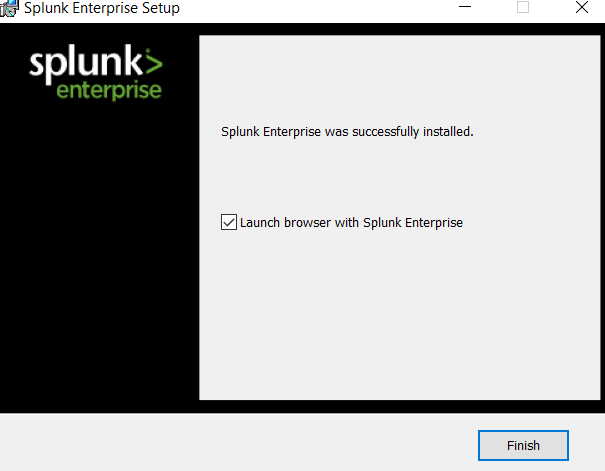 Splunk Enterprise Setup
splunk>
enterprise
Splunk Enterprise was successfully installed.
Launch browser with Splunk Enterprise
Finish